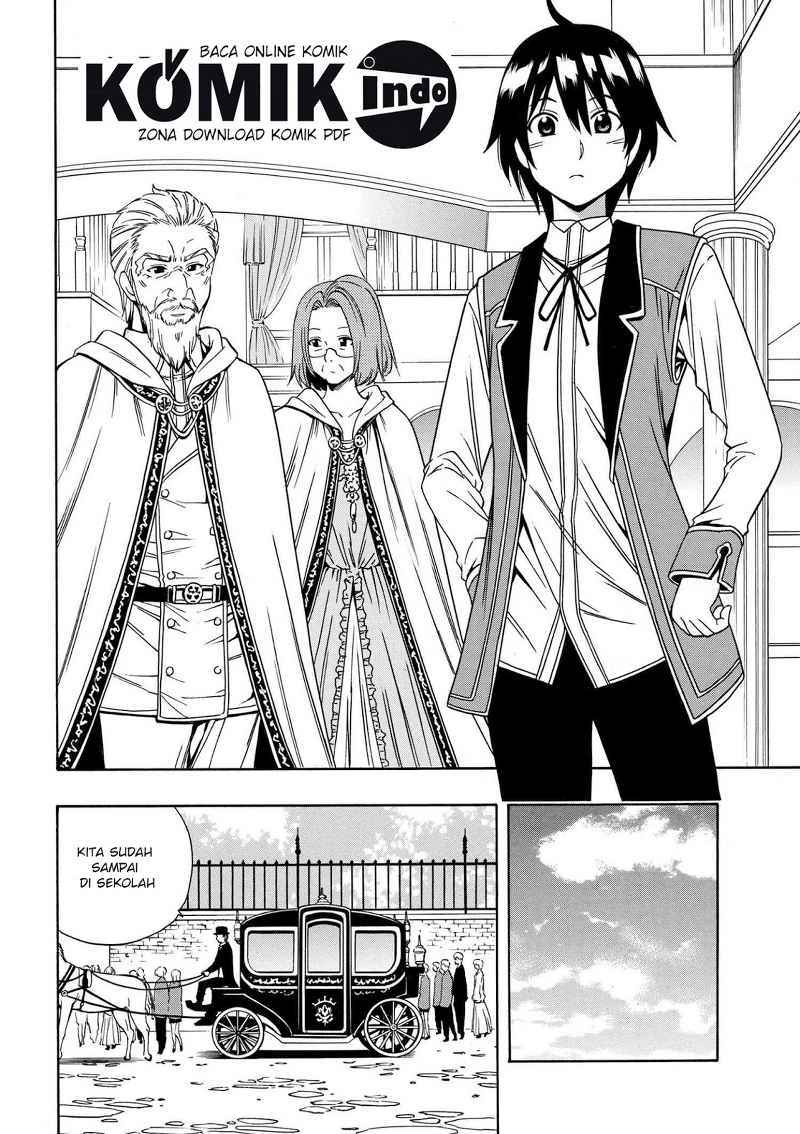 BACA ONLINE KOMIK
KOMIK Indo
ZONA DOWNLOAD KOMIK PDF
KITA SUDAH
SAMPAI
DI SEKOLAH